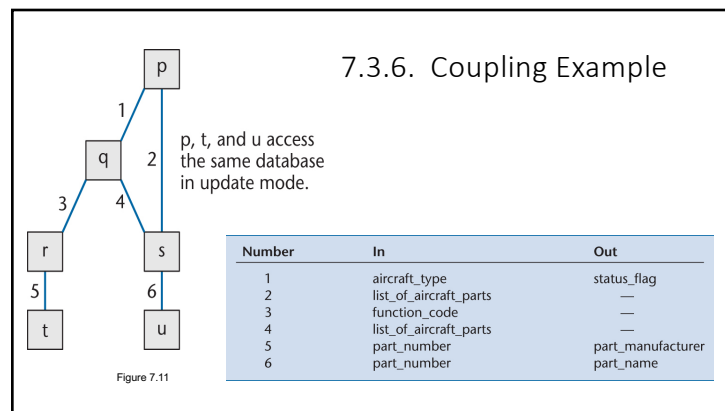 7.3.6. Coupling Example
p
1
q
2
p, t, and u access
the same database
in update mode.
3
4
r
s
5
6
t
u
Figure 7.11
Number In Out
1 aircraft_type status_flag
2 list_of_aircraft_parts —
3 function_code —
4 list_of_aircraft_parts —
5 part_number part_manufacturer
6 part_number part_name